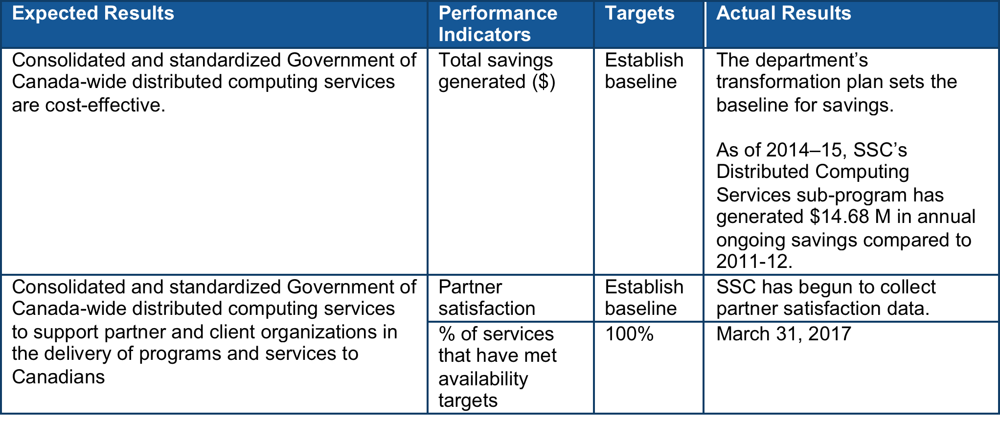 Expected Results
Performance
Indicators
Targets
Actual Results
Consolidated and standardized Government of
Canada-wide distributed computing services
are cost-effective.
Total savings
generated ($)
Establish
baseline
The department’s
transformation plan sets the
baseline for savings.
As of 2014–15, SSC’s
Distributed Computing
Services sub-program has
generated $14.68 M in annual
ongoing savings compared to
2011-12.
Consolidated and standardized Government of
Canada-wide distributed computing services
to support partner and client organizations in
the delivery of programs and services to
Canadians
Partner
satisfaction
Establish
baseline
SSC has begun to collect
partner satisfaction data.
% of services
that have met
availability
targets
100%
March 31, 2017